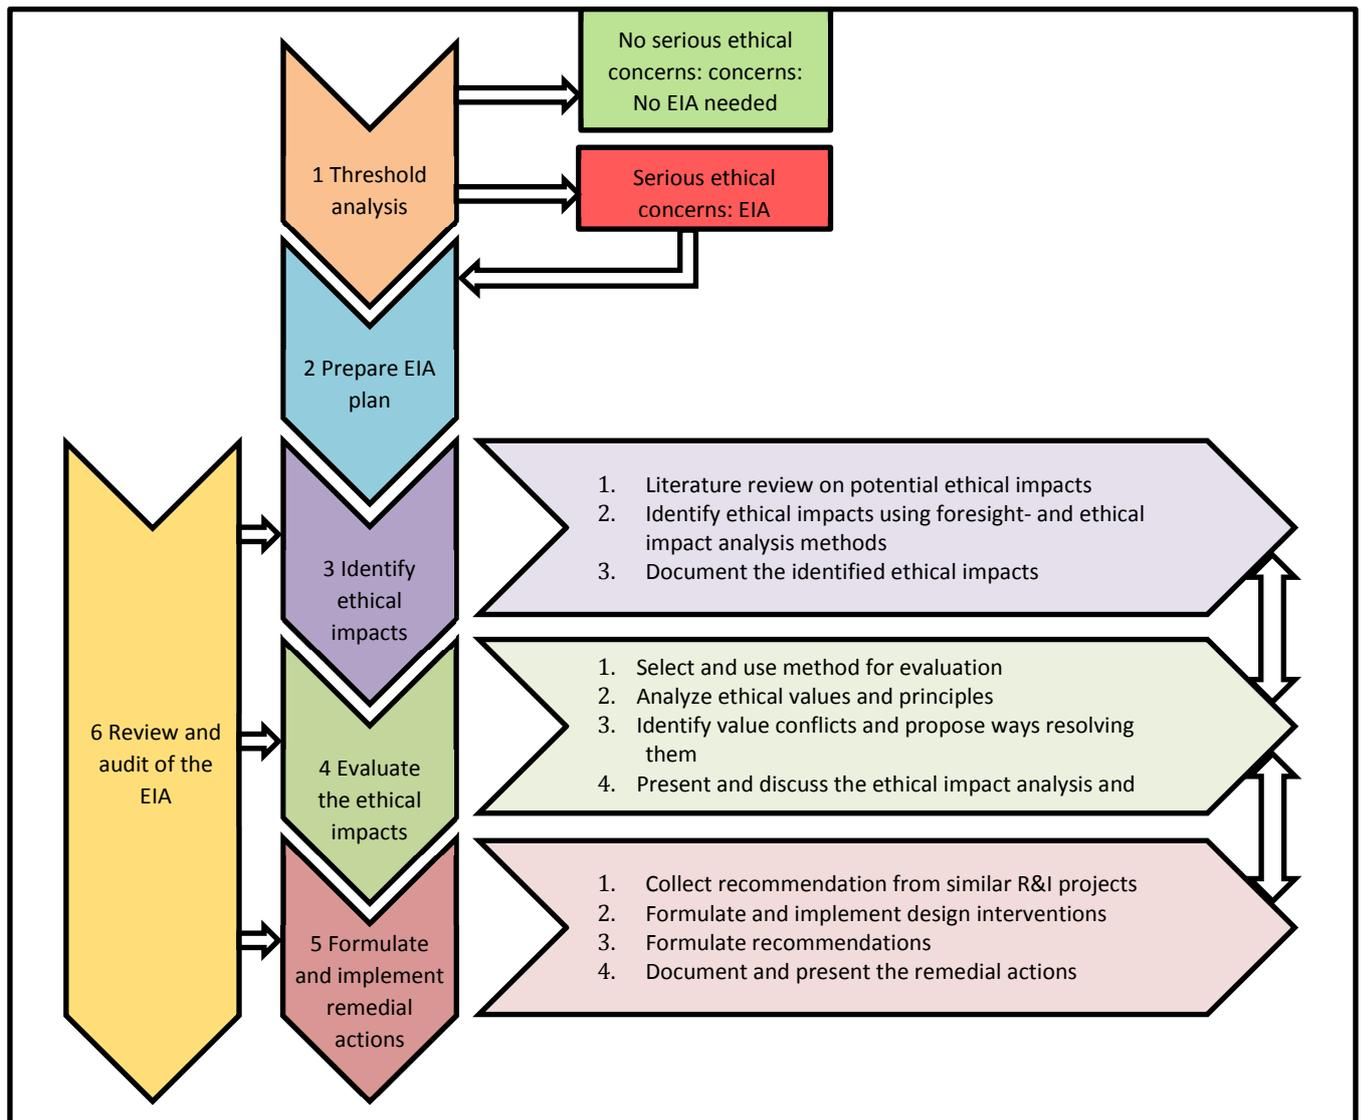 No serious ethical
concerns: concerns:
No EIA needed
1 Threshold
analysis
Serious ethical
concerns: EIA
2 Prepare EIA
plan
3 Identify
ethical
impacts
1. Literature review on potential ethical impacts
2. Identify ethical impacts using foresight- and ethical
impact analysis methods
3. Document the identified ethical impacts
6 Review and
audit of the
EIA
4 Evaluate
the ethical
impacts
1. Select and use method for evaluation
2. Analyze ethical values and principles
3. Identify value conflicts and propose ways resolving
them
4. Present and discuss the ethical impact analysis and
5 Formulate
and implement
remedial
actions
1. Collect recommendation from similar R&I projects
2. Formulate and implement design interventions
3. Formulate recommendations
4. Document and present the remedial actions